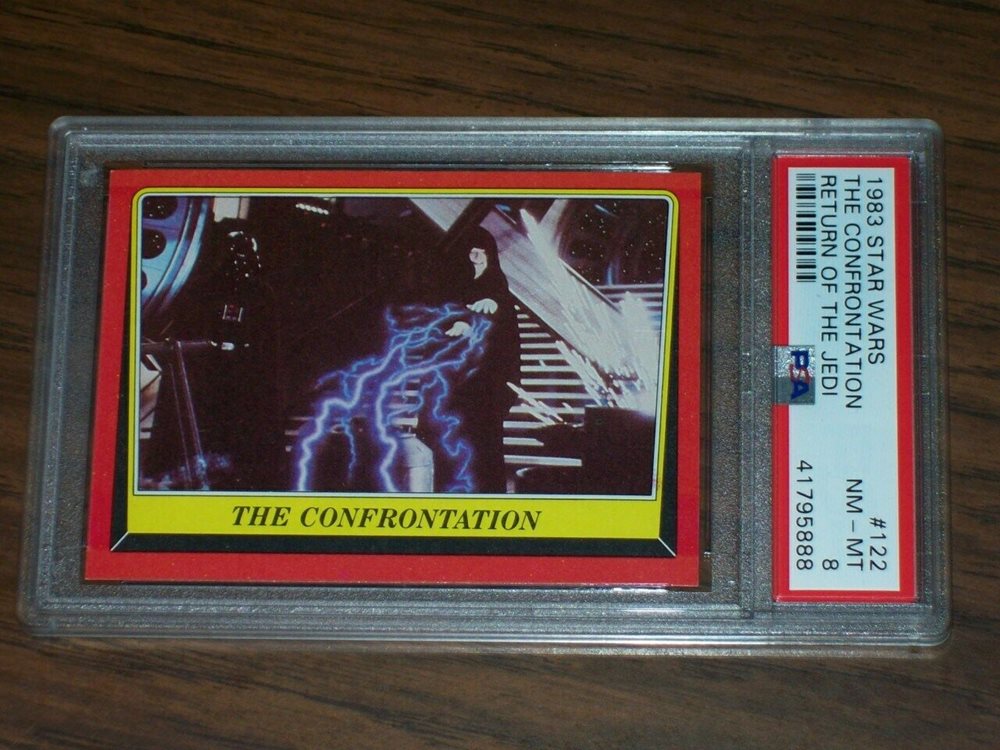 THE CONFRONTATION
1983 STAR WARS #122
THE CONFRONTATION NM - MT
RETURN OF THE JEDI 8
PSA 41795888